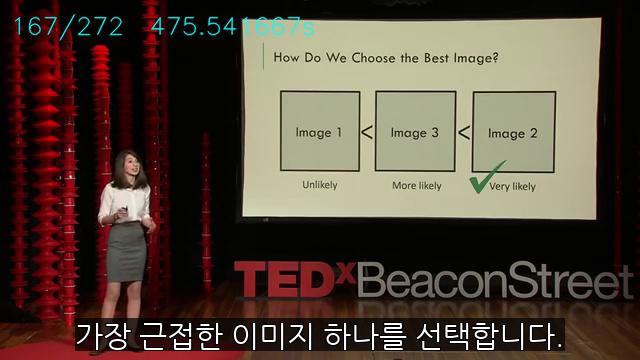 167/272 475.541667s
How Do We Choose the Best Image?
Image 1 < Image 3 < Image 2
Unlikely More likely Very likely
TEDxBeaconStreet
가장 근접한 이미지 하나를 선택합니다.